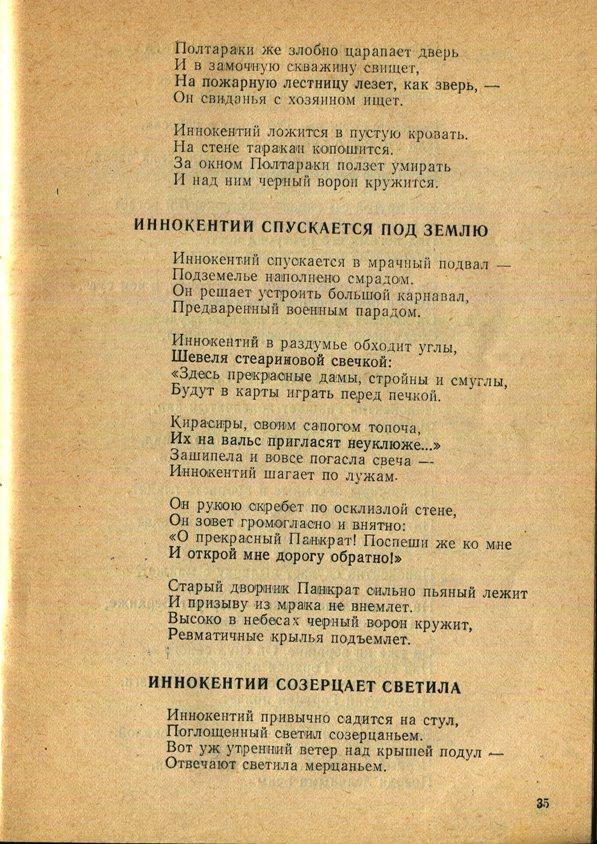 Полтараки же злобно царапает дверь
И в замочную скважину свищет,
На пожарную лестницу лезет, как зверь, —
Он свиданья с хозяином ищет.
Иннокентий ложится в пустую кровать.
На стене таракан копошится.
За окном Полтараки ползет умирать
И над ним черный ворон кружится.
ИННОКЕНТИЙ СПУСКАЕТСЯ ПОД ЗЕМЛЮ
Иннокентий спускается в мрачный подвал —
Подземелье наполнено смрадом.
Он решает устроить большой карнавал,
Предваренный военным парадом.
Иннокентий в раздумье обходит углы,
Шевеля стеариновой свечкой:
«Здесь прекрасные дамы, стройны и смуглы,
Будут в карты играть перед печкой.
Кирасиры, своим сапогом топоча,
Их на вальс пригласят неуклюже...»
Зашипела и вовсе погасла свеча —
Иннокентий шагает по лужам.
Он рукою скребет по осклизлой стене,
Он зовет громогласно и внятно:
«О прекрасный Панкрат! Поспеши же ко мне
И открой мне дорогу обратно!»
Старый дворник Панкрат сильно пьяный лежит
И призыву из мрака не внемлет.
Высоко в небесах черный ворон кружит,
Ревматичные крылья подъемлет.
ИННОКЕНТИЙ СОЗЕРЦАЕТ СВЕТИЛА
Иннокентий привычно садится на стул,
Поглощенный светил созерцаньем.
Вот уж утренний ветер над крышей подул —
Отвечают светила мерцаньем.
35